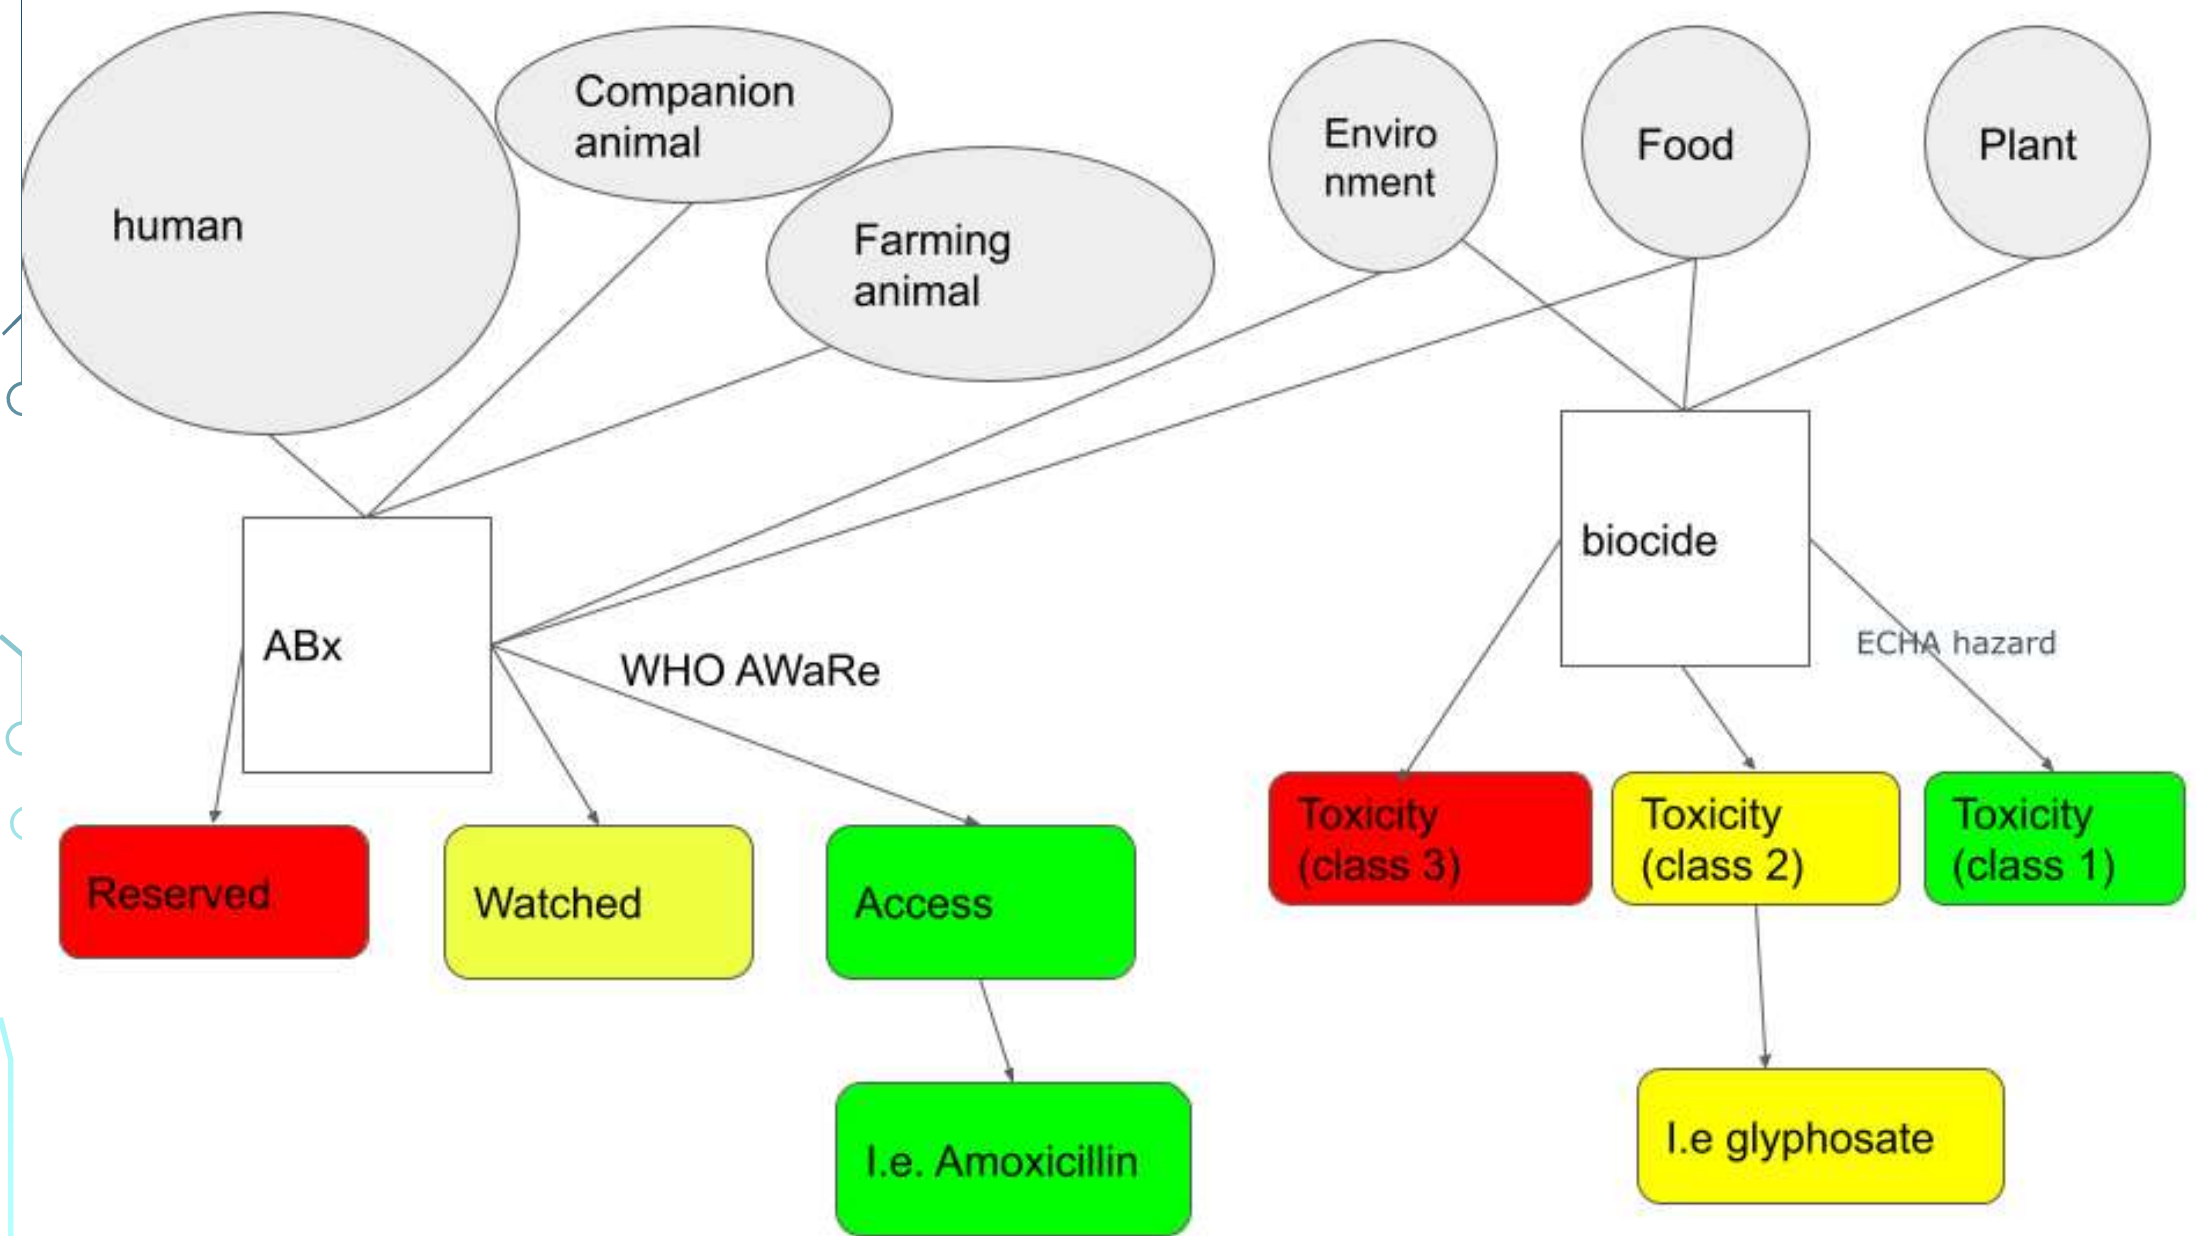 human
Companion
animal
Farming
animal
Enviro
nment
Food
Plant
ABx
WHO AWaRe
biocide
ECHA hazard
Reserved
Watched
Access
Toxicity
(class 3)
Toxicity
(class 2)
Toxicity
(class 1)
I.e. Amoxicillin
I.e glyphosate